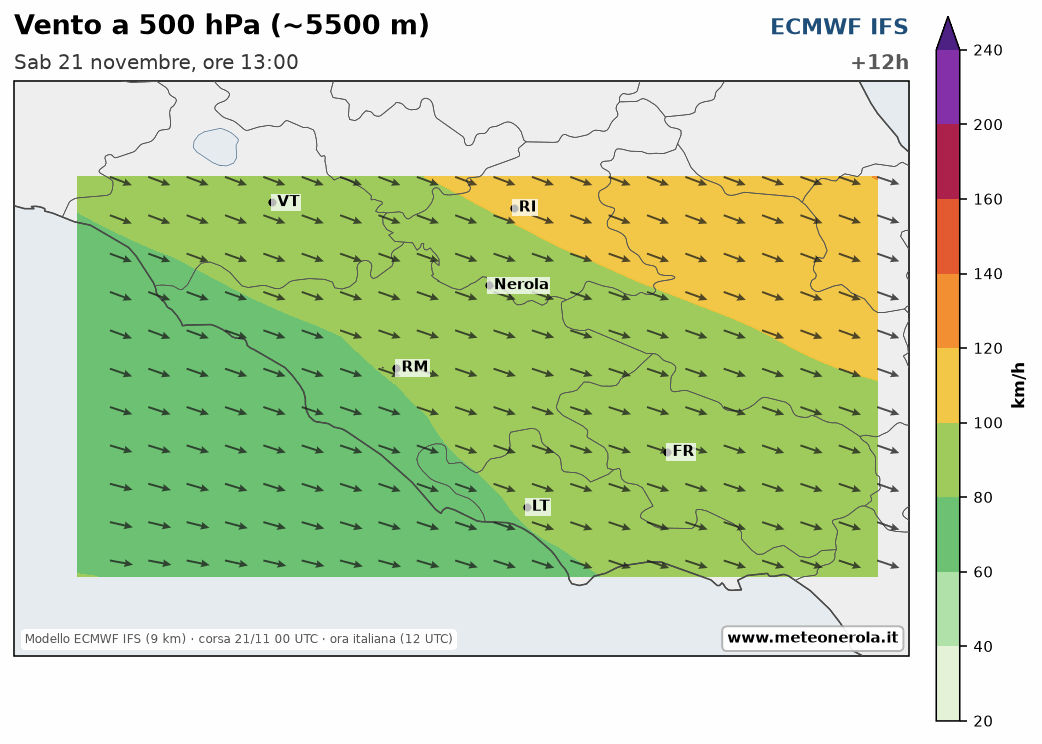 Vento a 500 hPa (~5500 m)
ECMWF IFS
Sab 21 novembre, ore 13:00
+12h
VT
RI
Nerola
RM
FR
LT
Modello ECMWF IFS (9 km) · corsa 21/11 00 UTC · ora italiana (12 UTC)
www.meteonerola.it
240
200
160
140
120
100
80
60
40
20
km/h